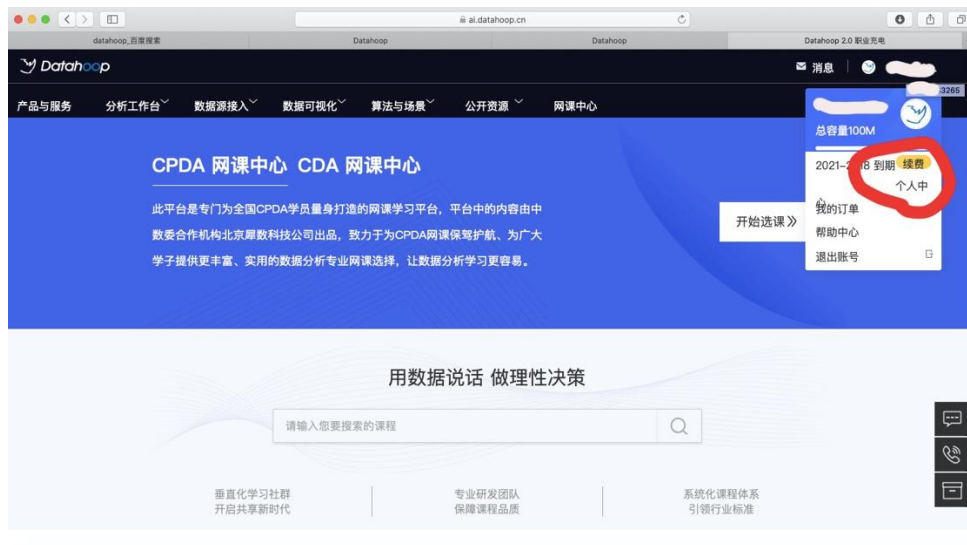 ai.datahoop.cn
datahoop_百度搜索
Datahoop
Datahoop
Datahoop 2.0 职业充电
Datahoop
消息
3265
产品与服务 分析工作台 数据源接入 数据可视化 算法与场景 公开资源 网课中心
总容量100M
CPDA 网课中心 CDA 网课中心
2021-2 8 到期 续费
个人中
心
我的订单
帮助中心
退出账号
此平台是专门为全国CPDA学员量身打造的网课学习平台，平台中的内容由中
数委合作机构北京犀数科技公司出品，致力于为CPDA网课保驾护航、为广大
学子提供更丰富、实用的数据分析专业网课选择，让数据分析学习更容易。
开始选课》
用数据说话 做理性决策
请输入您要搜索的课程
垂直化学习社群
开启共享新时代
专业研发团队
保障课程品质
系统化课程体系
引领行业标准